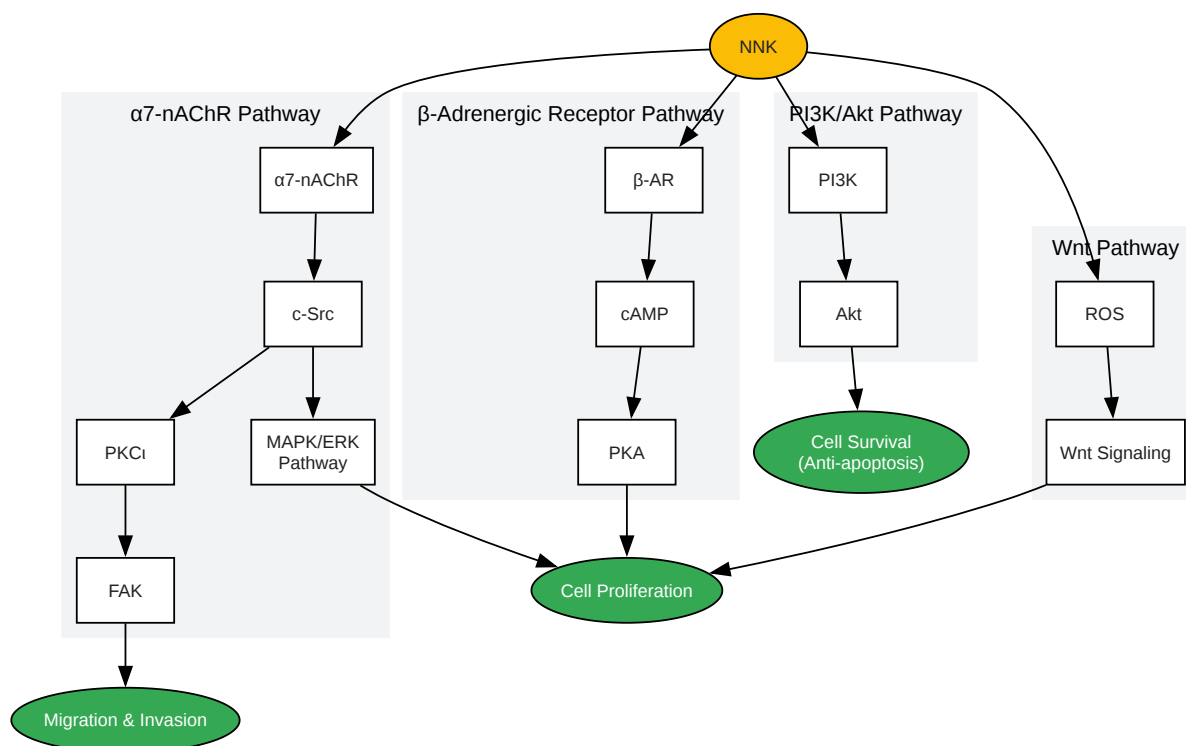 NNK
α7-nAChR Pathway
β-Adrenergic Receptor Pathway
PI3K/Akt Pathway
α7-nAChR
β-AR
PI3K
Wnt Pathway
c-Src
cAMP
Akt
ROS
PKCι
MAPK/ERK
Pathway
PKA
Cell Survival
(Anti-apoptosis)
Wnt Signaling
FAK
Cell Proliferation
Migration & Invasion